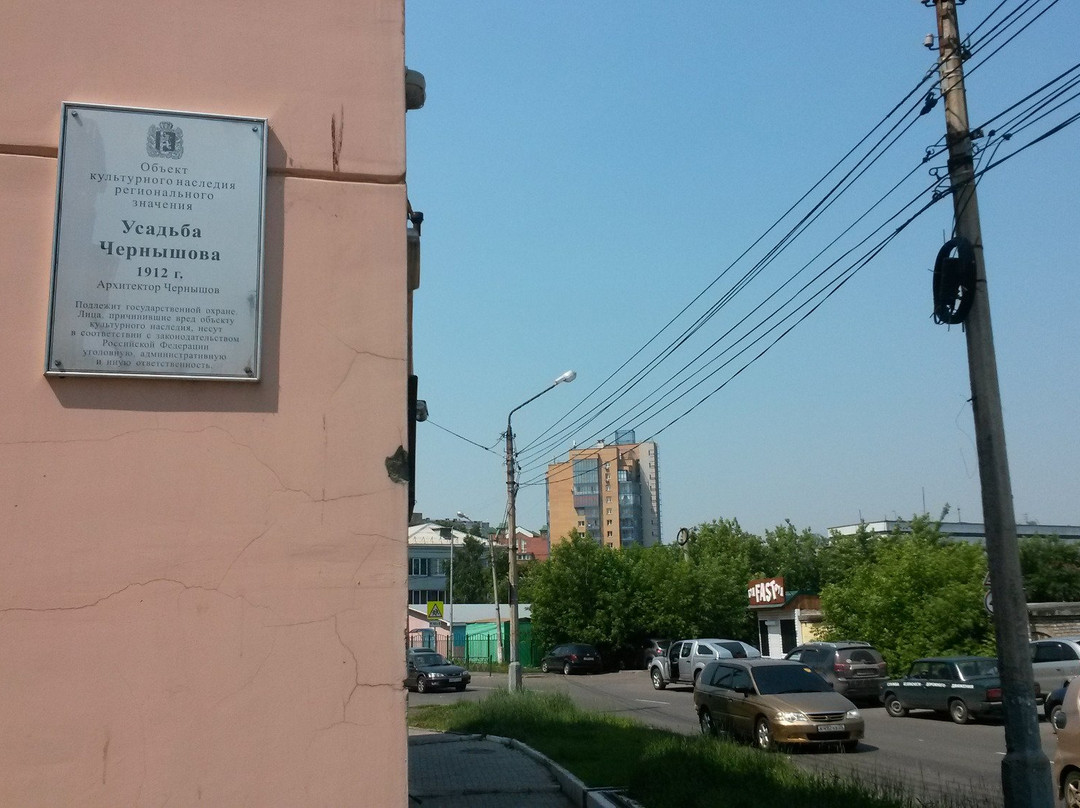 Объект
культурного наследия
регионального
значения
Усадьба
Чернышова
1912 г.
Архитектор Чернышов
Подлежит государственной охране
Лица, причинившие вред объекту
культурного наследия, несут
в соответствии с законодательством
Российской Федерации
уголовную, административную
и иную ответственность.
FAST